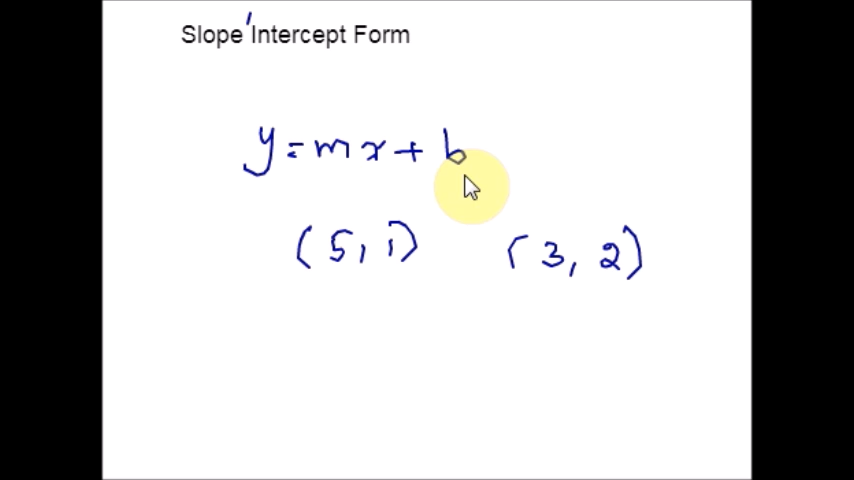 Slope Intercept Form
y = mx + b
(5, 1) (3, 2)